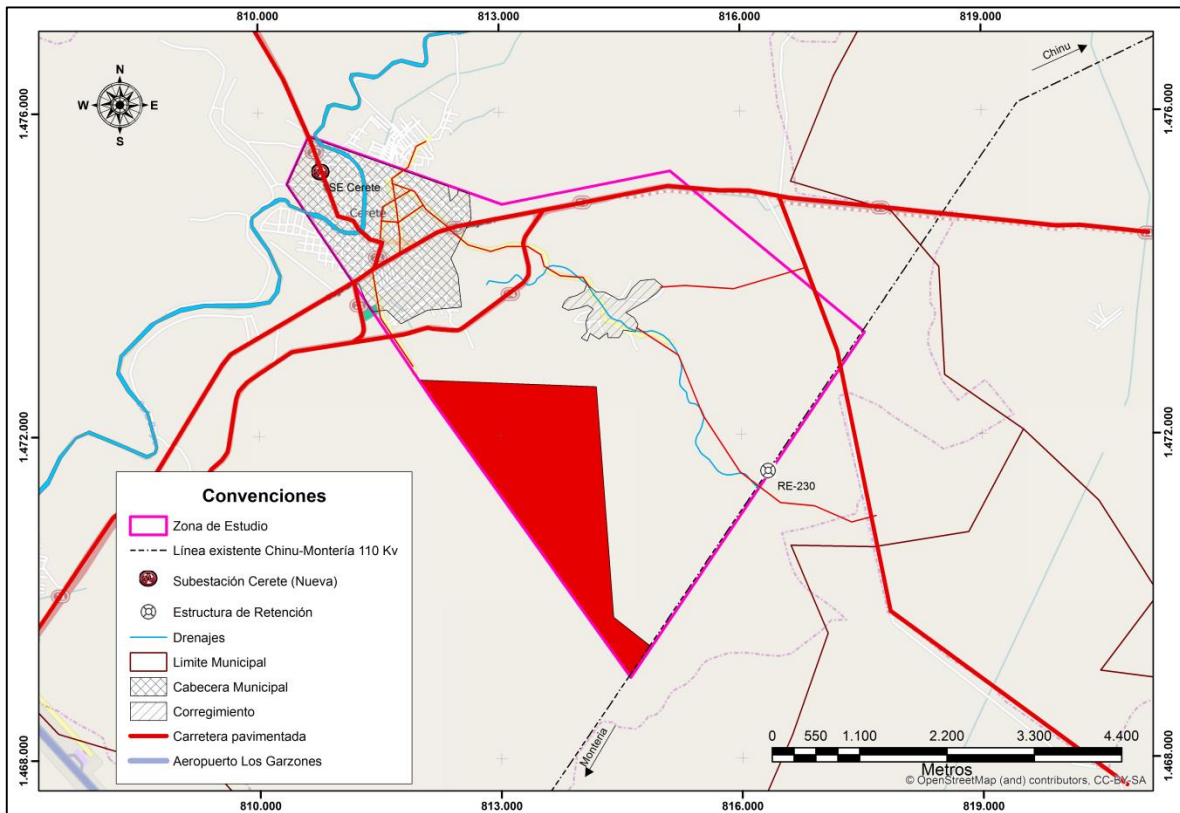 810.000 813.000 816.000 819.000
1.476.000
1.476.000
N
W E
S
Chinu
SE Cerete
Cerete
1.472.000
1.472.000
RE-230
Convenciones
Zona de Estudio
Línea existente Chinu-Montería 110 Kv
Subestación Cerete (Nueva)
Estructura de Retención
Drenajes
Limite Municipal
Cabecera Municipal
Corregimiento
Carretera pavimentada
Aeropuerto Los Garzones
Montería
0 550 1.100 2.200 3.300 4.400
Metros
© OpenStreetMap (and) contributors, CC-BY-SA
1.468.000
1.468.000
810.000 813.000 816.000 819.000